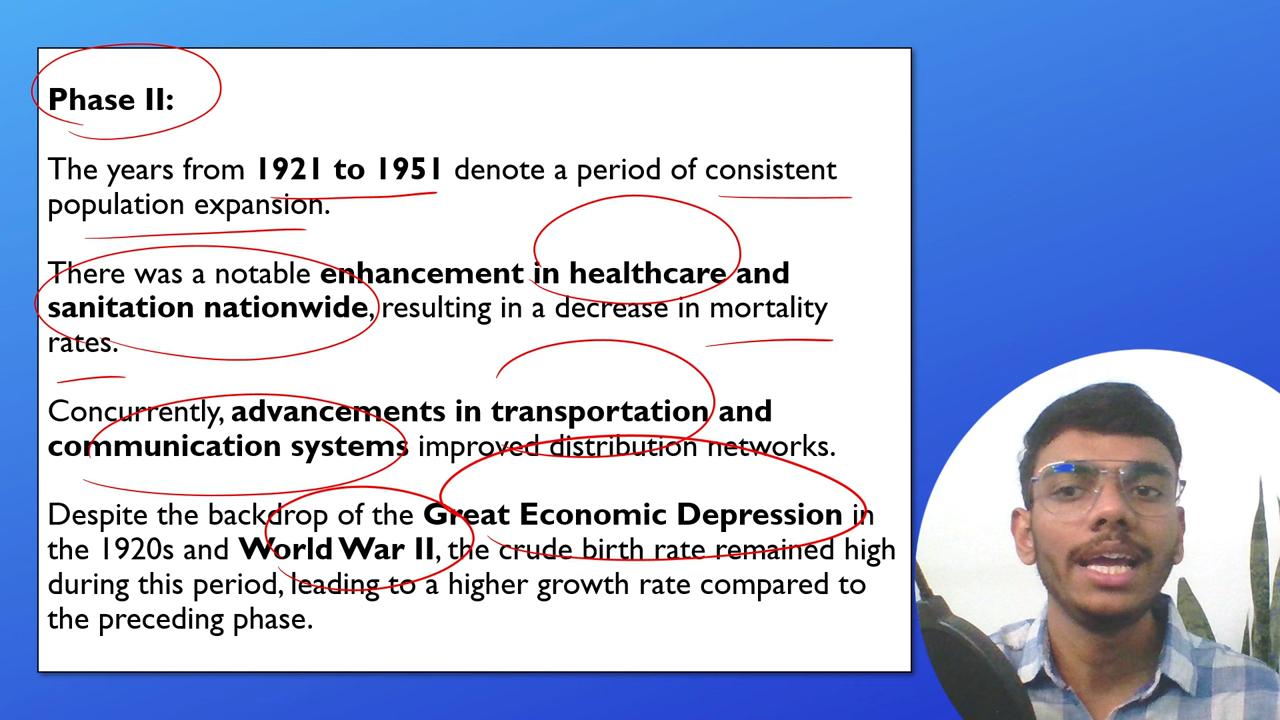 Phase II:
The years from 1921 to 1951 denote a period of consistent
population expansion.
There was a notable enhancement in healthcare and
sanitation nationwide, resulting in a decrease in mortality
rates.
Concurrently, advancements in transportation and
communication systems improved distribution networks.
Despite the backdrop of the Great Economic Depression in
the 1920s and World War II, the crude birth rate remained high
during this period, leading to a higher growth rate compared to
the preceding phase.